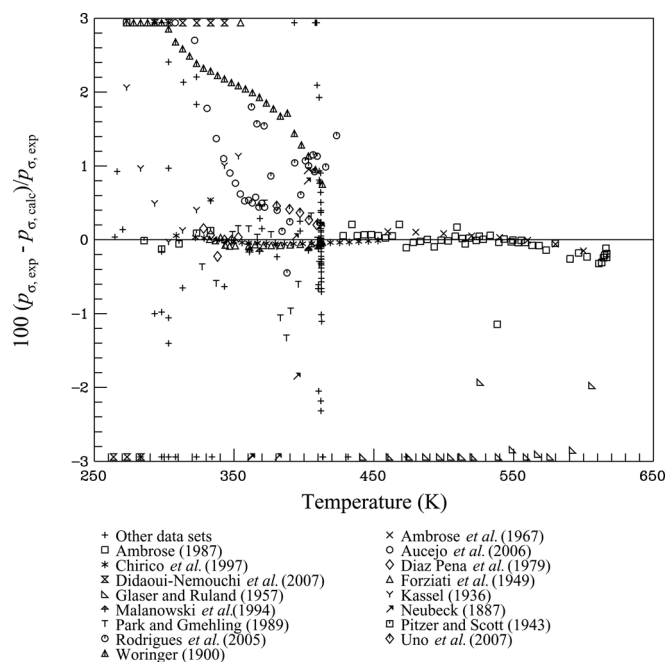 3
2
1
0
-1
-2
-3
100 (pσ, exp - pσ, calc)/pσ, exp
250
350
450
550
650
Temperature (K)
+ Other data sets
Ambrose (1987)
Chirico et al. (1997)
Didaoui-Nemouchi et al. (2007)
Glaser and Ruland (1957)
Malanowski et al.(1994)
Park and Gmehling (1989)
Rodrigues et al. (2005)
Woringer (1900)
Ambrose et al. (1967)
Aucejo et al. (2006)
Diaz Pena et al. (1979)
Forziati et al. (1949)
Kassel (1936)
Neubeck (1887)
Pitzer and Scott (1943)
Uno et al. (2007)